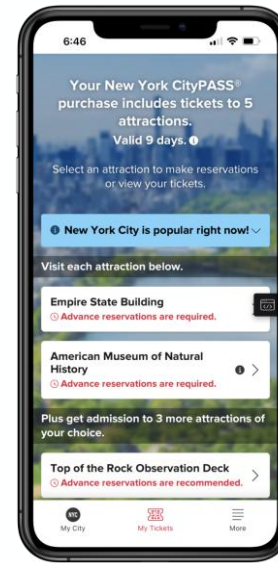 6:46
Your New York CityPASS®
purchase includes tickets to 5
attractions.
Valid 9 days.
Select an attraction to make reservations
or view your tickets.
New York City is popular right now!
Visit each attraction below.
Empire State Building
Advance reservations are required.
American Museum of Natural
History
Advance reservations are required.
Plus get admission to 3 more attractions of
your choice.
Top of the Rock Observation Deck
Advance reservations are recommended.
NYC
My City
My Tickets
More